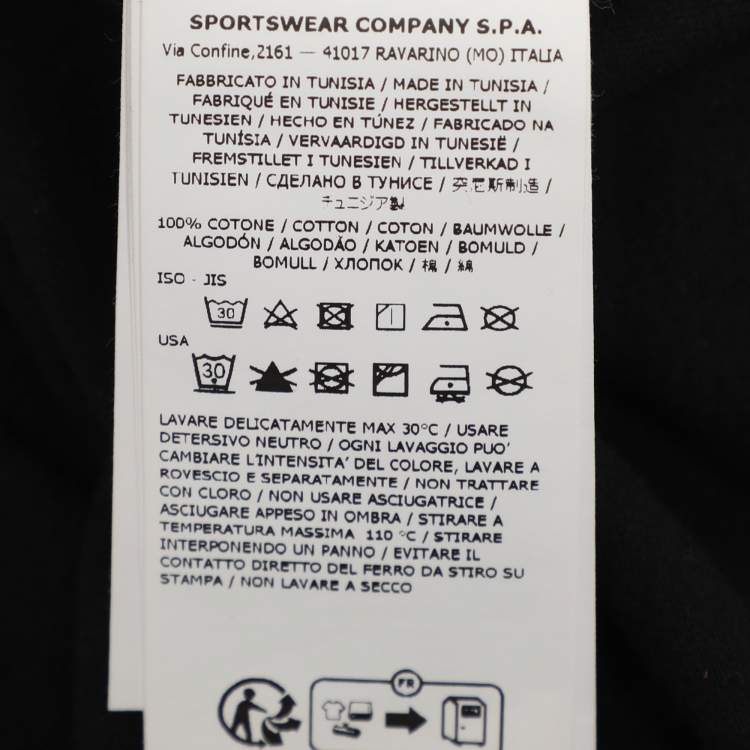 SPORTSWEAR COMPANY S.P.A.
Via Confine,2161 — 41017 RAVARINO (MO) ITALIA
FABBRICATO IN TUNISIA / MADE IN TUNISIA /
FABRIQUÉ EN TUNISIE / HERGESTELLT IN
TUNESIEN / HECHO EN TÚNEZ / FABRICADO NA
TUNÍSIA / VERVAARDIGD IN TUNESIË /
FREMSTILLET I TUNESIEN / TILLVERKAD I
TUNISIEN / СДЕЛАНО В ТУНИСЕ / 突尼斯制造 /
チュニジア製
100% COTONE / COTTON / COTON / BAUMWOLLE /
ALGODÓN / ALGODÃO / KATOEN / BOMULD /
BOMULL / ХЛОПОК / 棉 / 綿
ISO - JIS
30
USA
30
LAVARE DELICATAMENTE MAX 30°C / USARE
DETERSIVO NEUTRO / OGNI LAVAGGIO PUO'
CAMBIARE L'INTENSITA' DEL COLORE, LAVARE A
ROVESCIO E SEPARATAMENTE / NON TRATTARE
CON CLORO / NON USARE ASCIUGATRICE /
ASCIUGARE APPESO IN OMBRA / STIRARE A
TEMPERATURA MASSIMA 110 °C / STIRARE
INTERPONENDO UN PANNO / EVITARE IL
CONTATTO DIRETTO DEL FERRO DA STIRO SU
STAMPA / NON LAVARE A SECCO
FR